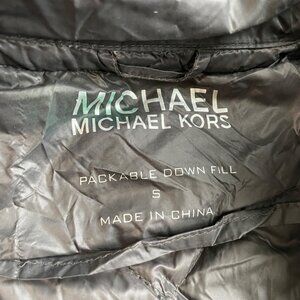 MICHAEL
MICHAEL KORS
PACKABLE DOWN FILL
S
MADE IN CHINA